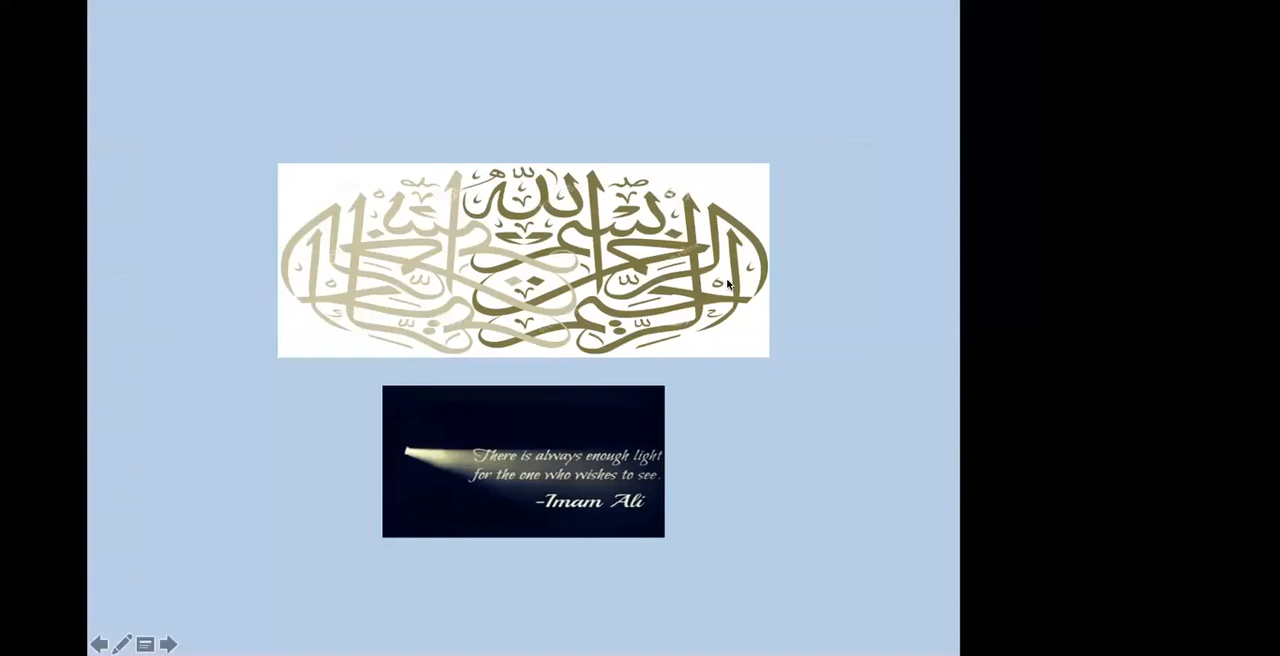 بسم الله الرحمن الرحيم
There is always enough light
for the one who wishes to see.
-Imam Ali